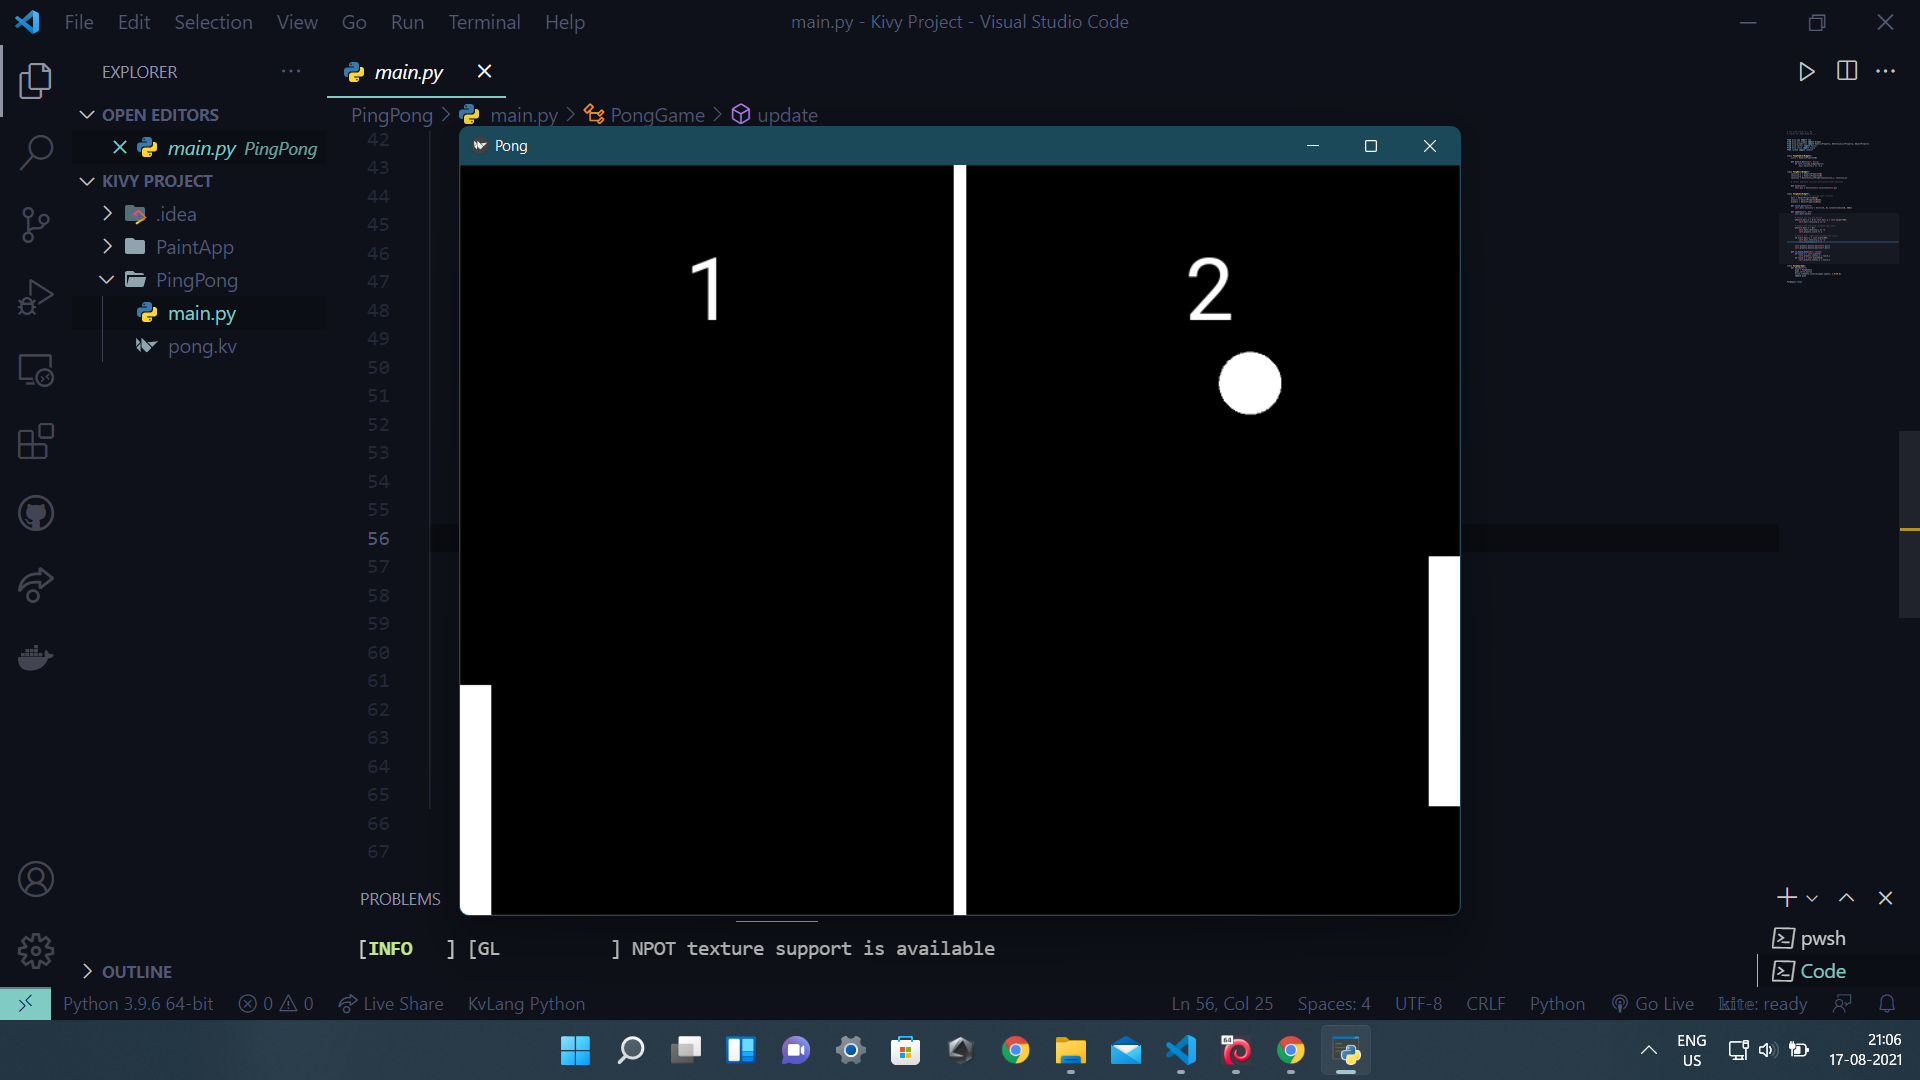 File Edit Selection View Go Run Terminal Help main.py - Kivy Project - Visual Studio Code
EXPLORER
main.py
OPEN EDITORS
main.py PingPong
KIVY PROJECT
.idea
PaintApp
PingPong
main.py
pong.kv
OUTLINE
PingPong main.py PongGame update
42
43
44
45
46
47
48
49
50
51
52
53
54
55
56
57
58
59
60
61
62
63
64
65
66
67
Pong
1 2
PROBLEMS
[INFO ] [GL ] NPOT texture support is available
pwsh
Code
Python 3.9.6 64-bit 0 0 Live Share KvLang Python Ln 56, Col 25 Spaces: 4 UTF-8 CRLF Python Go Live kite: ready
64
ENG
US
21:06
17-08-2021